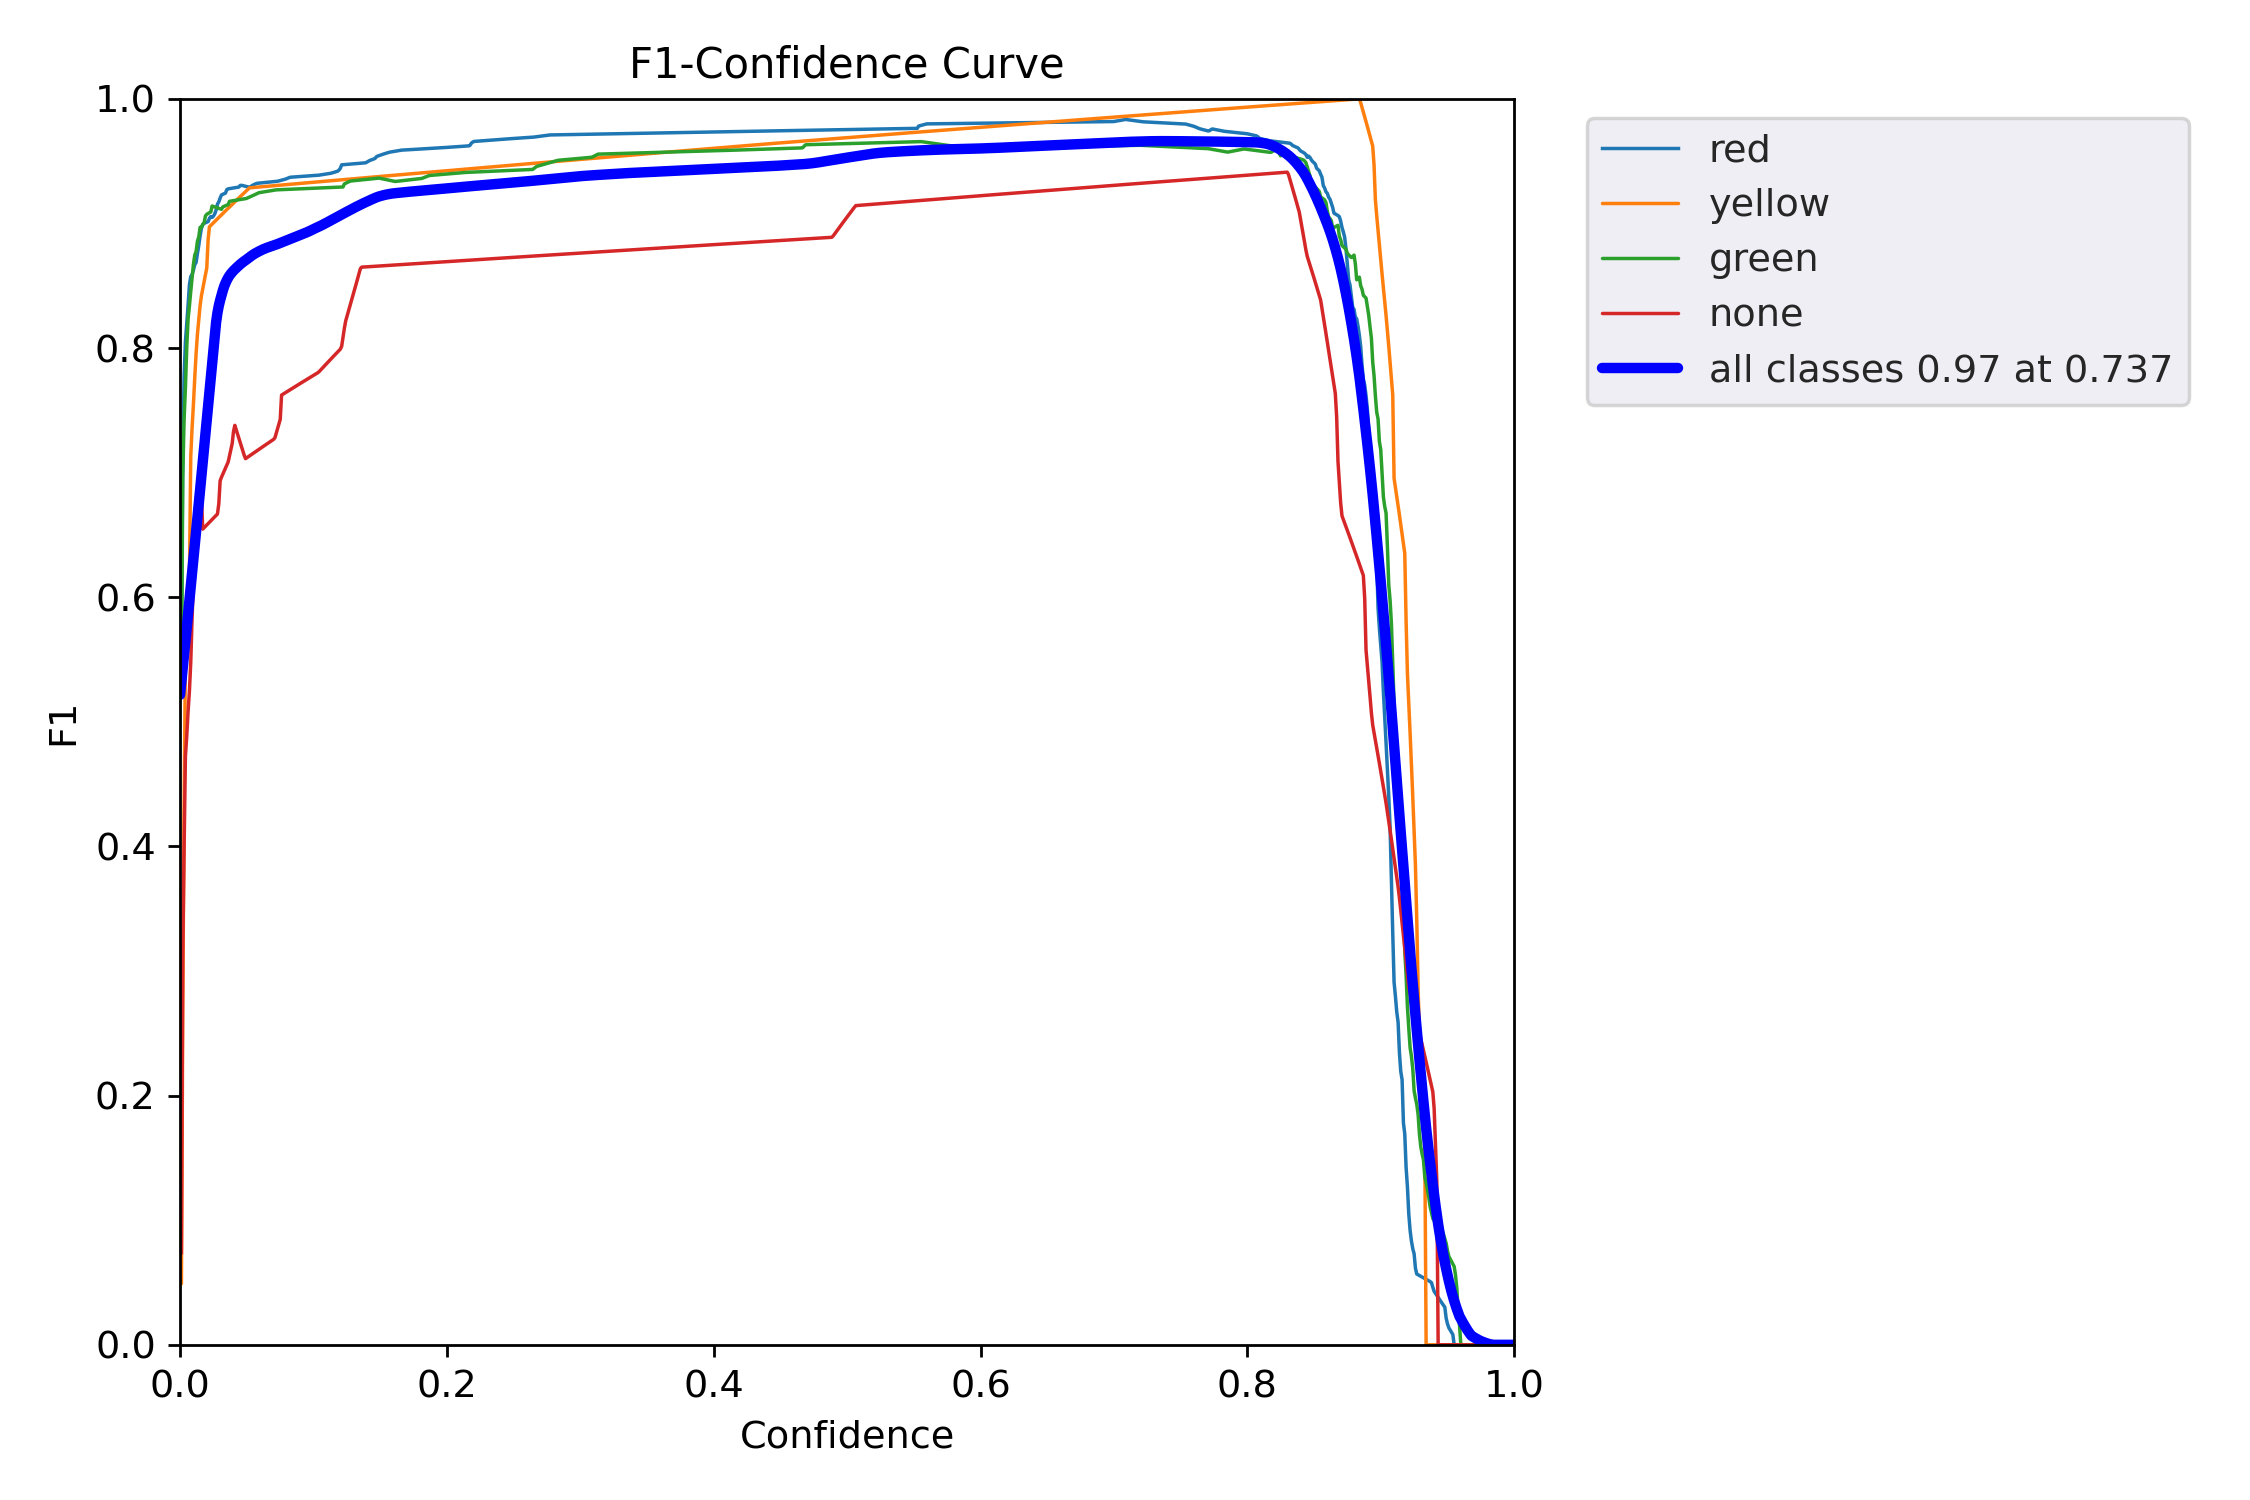 F1-Confidence Curve
1.0
0.8
0.6
0.4
0.2
0.0
F1
0.0 0.2 0.4 0.6 0.8 1.0
Confidence
red
yellow
green
none
all classes 0.97 at 0.737